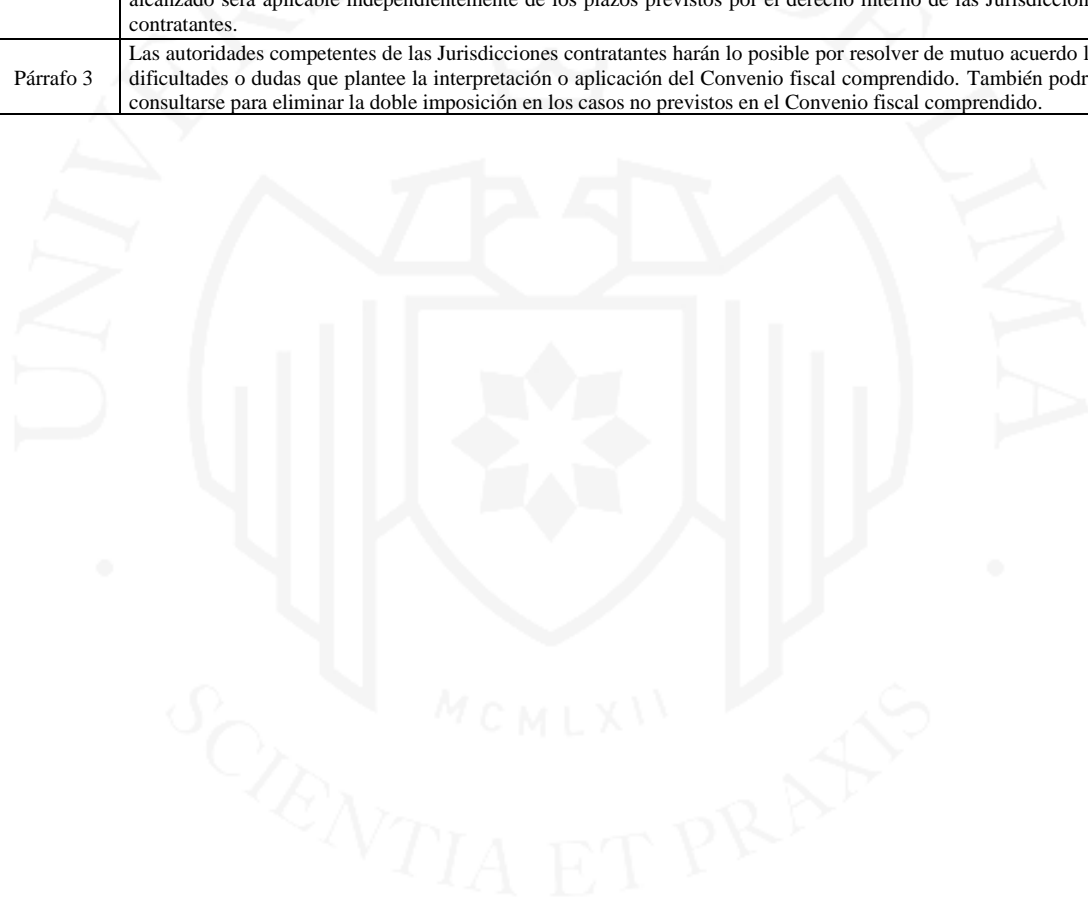 alcanzado será aplicable independientemente de los plazos previstos por el derecho interno de las
contratantes.
Párrafo 3
Las autoridades competentes de las Jurisdicciones contratantes harán lo posible por resolver de mutuo acuerdo
dificultades o dudas que plantee la interpretación o aplicación del Convenio fiscal comprendido. También
consultarse para eliminar la doble imposición en los casos no previstos en el Convenio fiscal comprendido.
LIMA
MCMLXII
SCIENTIA ET PRAXIS